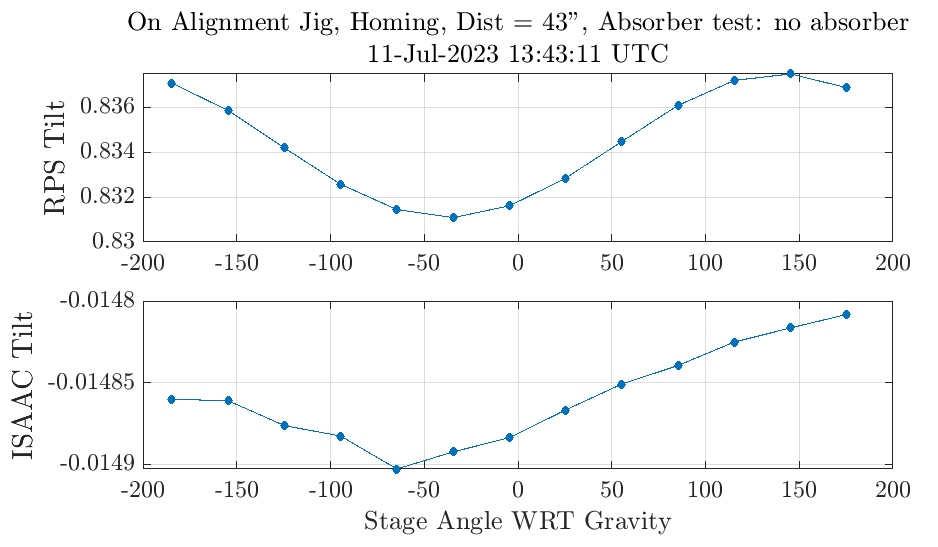 On Alignment Jig, Homing, Dist = 43”, Absorber test: no absorber
11-Jul-2023 13:43:11 UTC
RPS Tilt
0.836
0.834
0.832
0.83
-200 -150 -100 -50 0 50 100 150 200
ISAAC Tilt
-0.0148
-0.01485
-0.0149
-200 -150 -100 -50 0 50 100 150 200
Stage Angle WRT Gravity